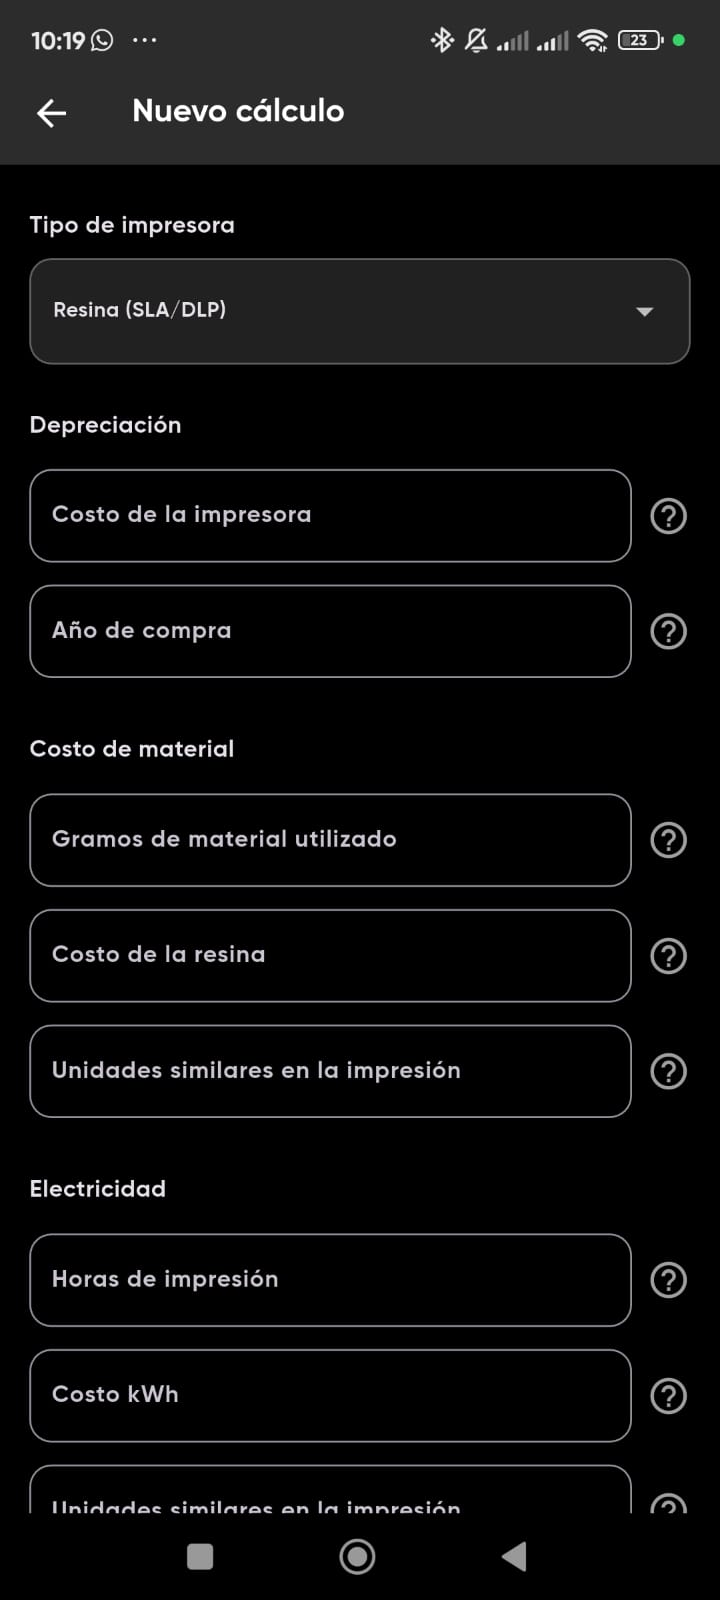 10:19
23
Nuevo cálculo
Tipo de impresora
Resina (SLA/DLP)
Depreciación
Costo de la impresora
?
Año de compra
?
Costo de material
Gramos de material utilizado
?
Costo de la resina
?
Unidades similares en la impresión
?
Electricidad
Horas de impresión
?
Costo kWh
?
Unidades similares en la impresión
?